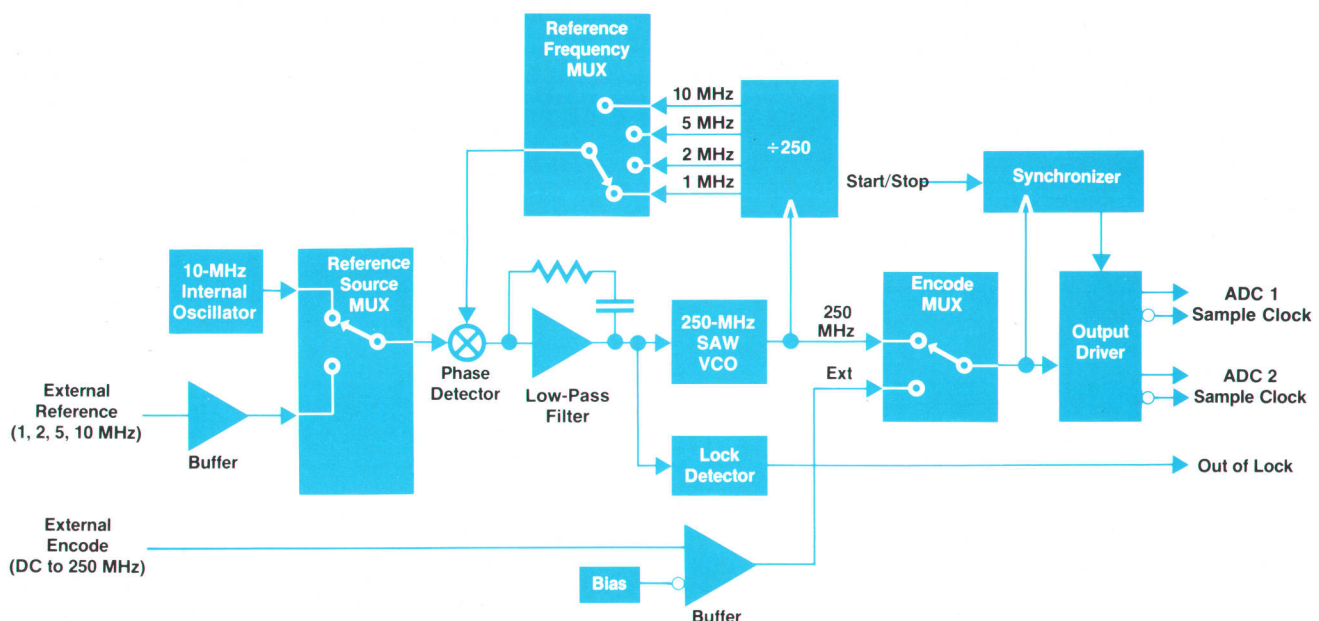 Reference
Frequency
MUX
10 MHz
5 MHz
2 MHz
1 MHz
÷250
Start/Stop
Synchronizer
10-MHz
Internal
Oscillator
Reference
Source
MUX
Phase
Detector
Low-Pass
Filter
250-MHz
SAW
VCO
250
MHz
Ext
Encode
MUX
Output
Driver
ADC 1
Sample Clock
ADC 2
Sample Clock
External
Reference
(1, 2, 5, 10 MHz)
Buffer
Lock
Detector
Out of Lock
External
Encode
(DC to 250 MHz)
Bias
Buffer